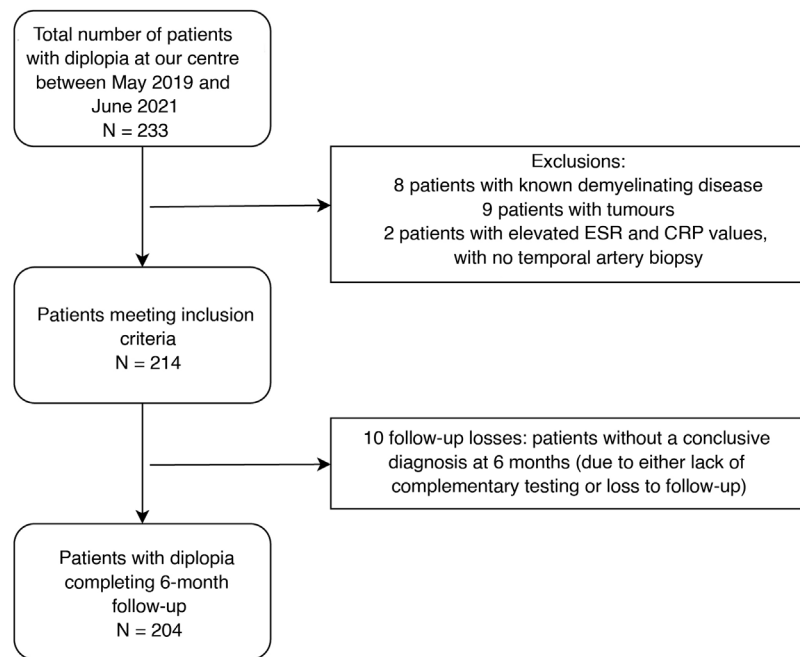 Total number of patients
with diplopia at our centre
between May 2019 and
June 2021
N = 233
Exclusions:
8 patients with known demyelinating disease
9 patients with tumours
2 patients with elevated ESR and CRP values,
with no temporal artery biopsy
Patients meeting inclusion
criteria
N = 214
10 follow-up losses: patients without a conclusive
diagnosis at 6 months (due to either lack of
complementary testing or loss to follow-up)
Patients with diplopia
completing 6-month
follow-up
N = 204